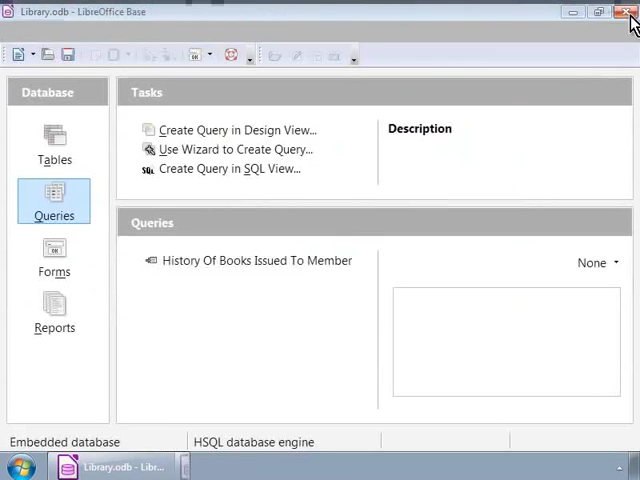 Library.odb - LibreOffice Base
Database
Tasks
Tables
Queries
Forms
Reports
Create Query in Design View...
Use Wizard to Create Query...
SQL Create Query in SQL View...
Description
Queries
History Of Books Issued To Member
None
Embedded database
HSQL database engine
Library.odb - Libr...